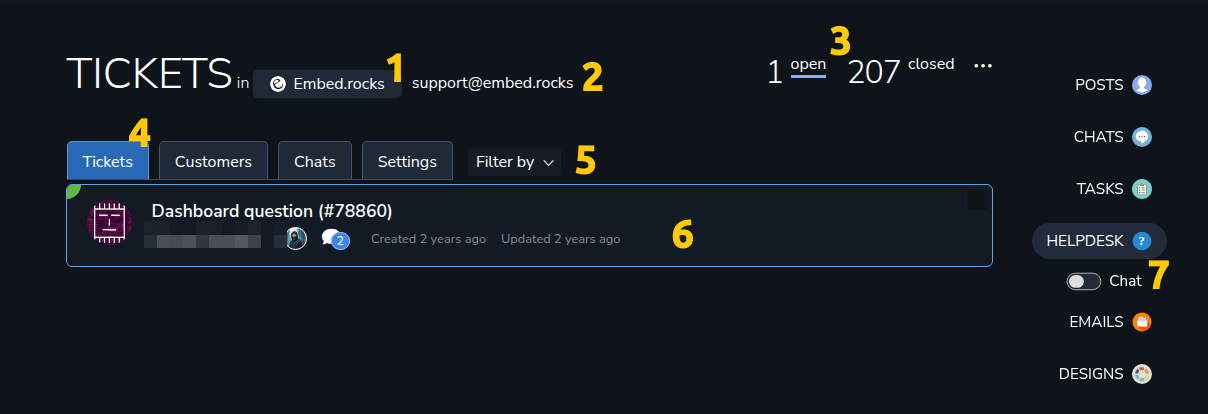 TICKETS in Embed.rocks 1 support@embed.rocks 2
1 open 3 207 closed ...
4
Tickets Customers Chats Settings Filter by 5
Dashboard question (#78860)
2 Created 2 years ago Updated 2 years ago 6
POSTS
CHATS
TASKS
HELPDESK ?
Chat 7
EMAILS
DESIGNS